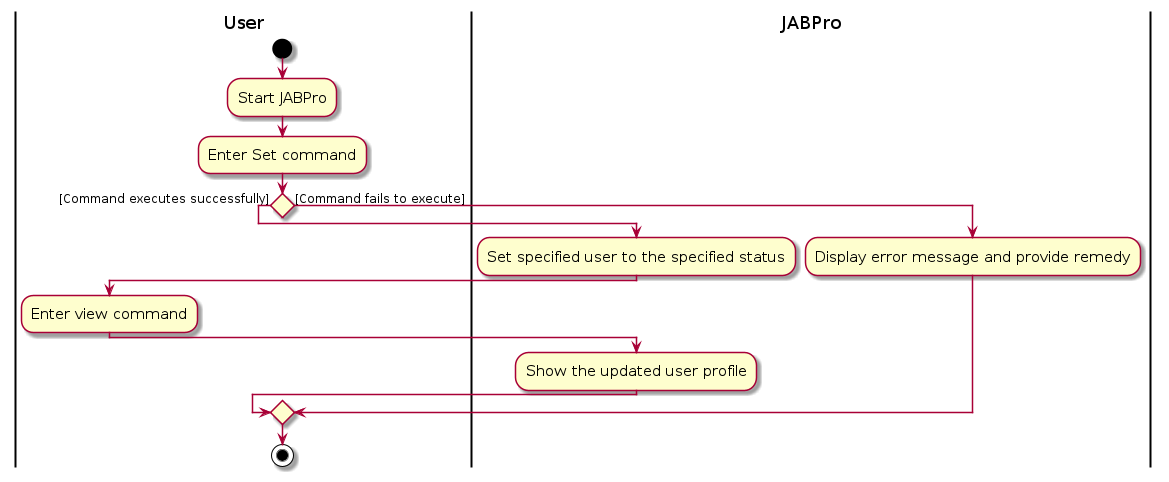 User
JABPro
Start JABPro
Enter Set command
[Command executes successfully]
[Command fails to execute]
Set specified user to the specified status
Display error message and provide remedy
Enter view command
Show the updated user profile